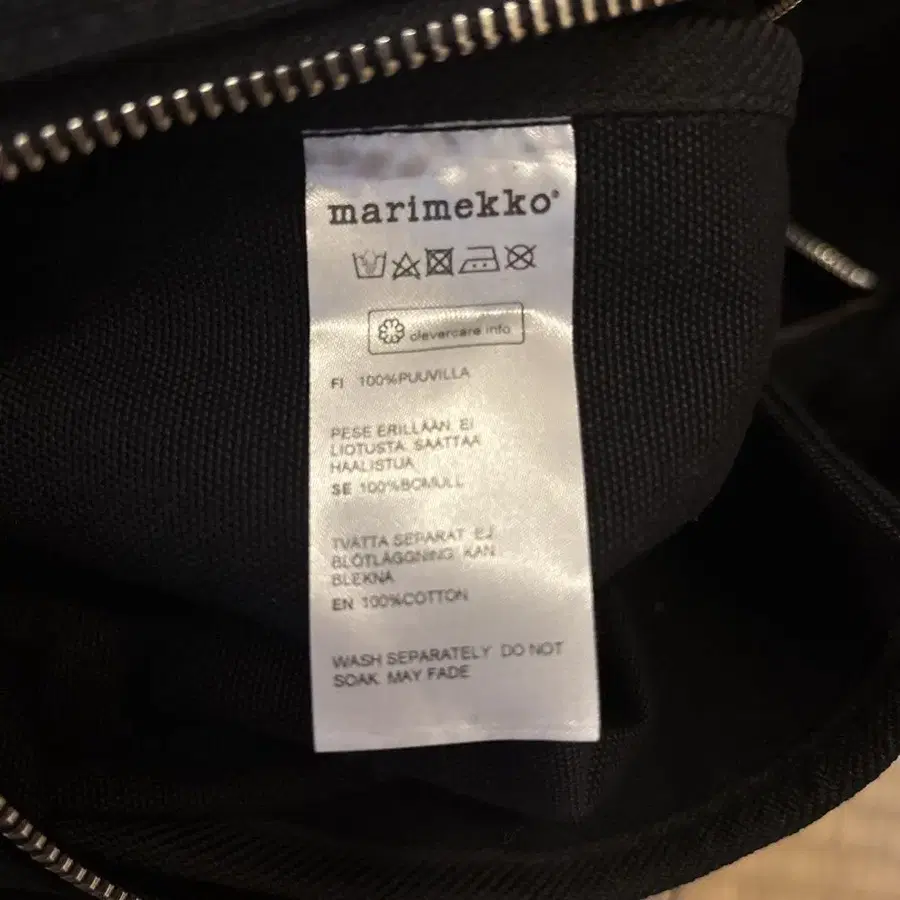 marimekko®
clevercare.info
FI 100%PUUVILLA
PESE ERILLÄÄN. EI
LIOTUSTA. SAATTAA
HAALISTUA
SE 100%BOMULL
TVÄTTA SEPARAT. EJ
BLÖTLÄGGNING. KAN
BLEKNA
EN 100%COTTON
WASH SEPARATELY. DO NOT
SOAK. MAY FADE